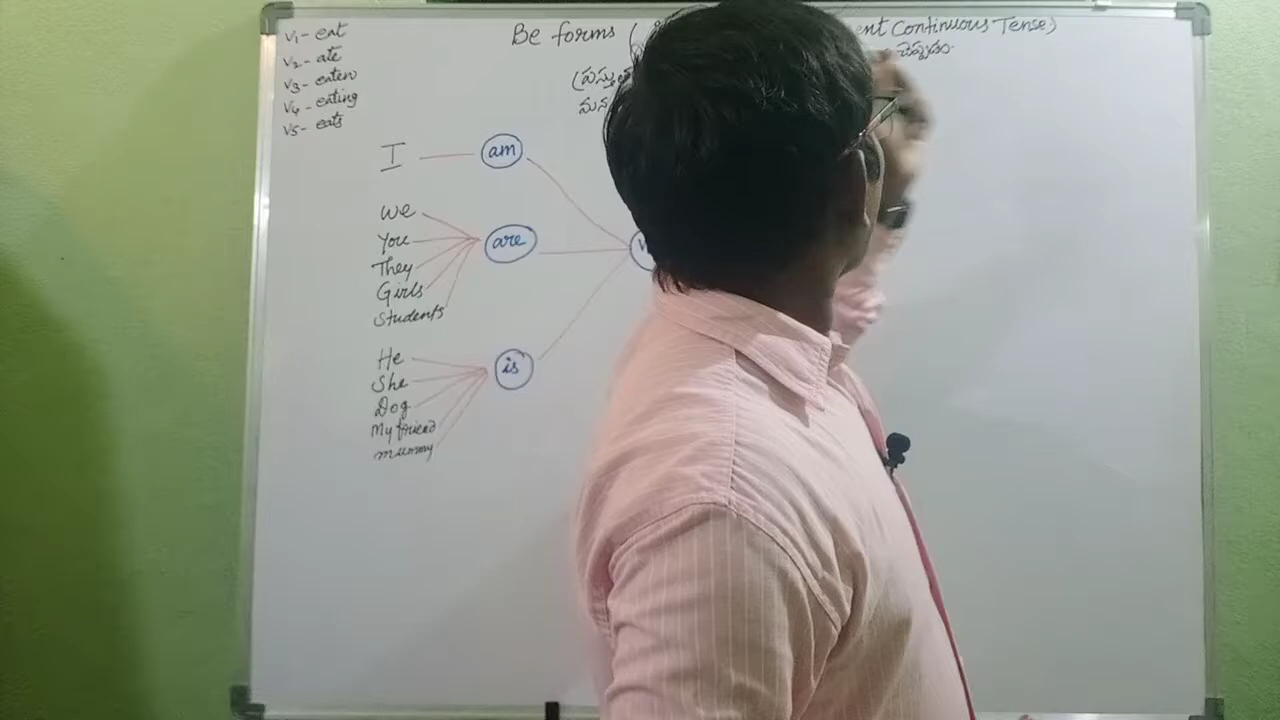 V₁ - eat
V₂ - ate
V₃ - eaten
V₄ - eating
V₅ - eats
Be forms ( ent Continuous Tense)
చెప్పడం
మన
I am
We
You are
They
Girls
Students
He
She is
Dog
My friend
mummy